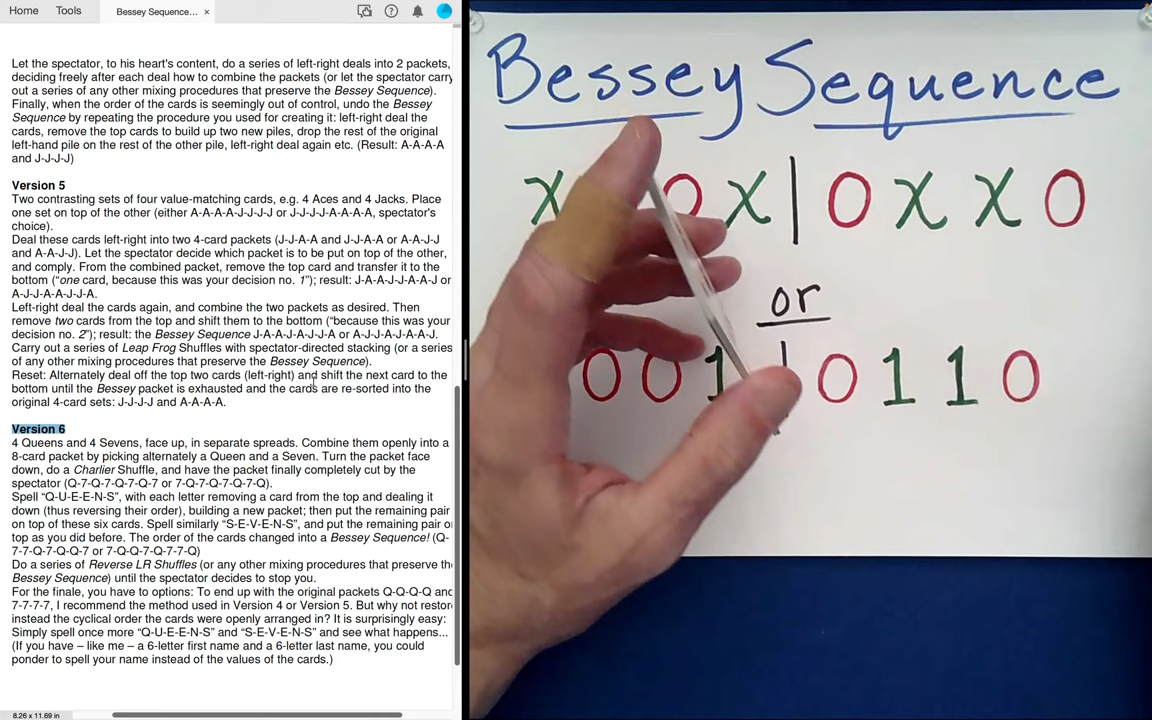 Home Tools Bessey Sequence... ×
Let the spectator, to his heart's content, do a series of left-right deals into 2 packets,
deciding freely after each deal how to combine the packets (or let the spectator carry
out a series of any other mixing procedures that preserve the Bessey Sequence).
Finally, when the order of the cards is seemingly out of control, undo the Bessey
Sequence by repeating the procedure you used for creating it: left-right deal the
cards, remove the top cards to build up two new piles, drop the rest of the original
left-hand pile on the rest of the other pile, left-right deal again etc. (Result: A-A-A-A
and J-J-J-J)
Version 5
Two contrasting sets of four value-matching cards, e.g. 4 Aces and 4 Jacks. Place
one set on top of the other (either A-A-A-A-J-J-J-J or J-J-J-J-A-A-A-A, spectator's
choice).
Deal these cards left-right into two 4-card packets (J-J-A-A and J-J-A-A or A-A-J-J
and A-A-J-J). Let the spectator decide which packet is to be put on top of the other,
and comply. From the combined packet, remove the top card and transfer it to the
bottom ("one card, because this was your decision no. 1"); result: J-A-A-J-J-A-A-J or
A-J-J-A-A-J-J-A.
Left-right deal the cards again, and combine the two packets as desired. Then
remove two cards from the top and shift them to the bottom ("because this was your
decision no. 2"); result: the Bessey Sequence J-A-A-J-A-J-J-A or A-J-J-A-J-A-A-J.
Carry out a series of Leap Frog Shuffles with spectator-directed stacking (or a series
of any other mixing procedures that preserve the Bessey Sequence).
Reset: Alternately deal off the top two cards (left-right) and shift the next card to the
bottom until the Bessey packet is exhausted and the cards are re-sorted into the
original 4-card sets: J-J-J-J and A-A-A-A.
Version 6
4 Queens and 4 Sevens, face up, in separate spreads. Combine them openly into a
8-card packet by picking alternately a Queen and a Seven. Turn the packet face
down, do a Charlier Shuffle, and have the packet finally completely cut by the
spectator (Q-7-Q-7-Q-7-Q-7 or 7-Q-7-Q-7-Q-7-Q).
Spell "Q-U-E-E-N-S", with each letter removing a card from the top and dealing it
down (thus reversing their order), building a new packet; then put the remaining pair
on top of these six cards. Spell similarly "S-E-V-E-N-S", and put the remaining pair
top as you did before. The order of the cards changed into a Bessey Sequence! (Q-
7-7-Q-7-Q-Q-7 or 7-Q-Q-7-Q-7-7-Q)
Do a series of Reverse LR Shuffles (or any other mixing procedures that preserve
Bessey Sequence) until the spectator decides to stop you.
For the finale, you have to options: To end up with the original packets Q-Q-Q-Q
7-7-7-7, I recommend the method used in Version 4 or Version 5. But why not
instead the cyclical order the cards were openly arranged in? It is surprisingly easy:
Simply spell once more "Q-U-E-E-N-S" and "S-E-V-E-N-S" and see what happens...
(If you have – like me – a 6-letter first name and a 6-letter last name, you could
ponder to spell your name instead of the values of the cards.)
8.26 x 11.69 in
Bessey Sequence
X O X | O X X O
or
0 0 1 | 0 1 1 0